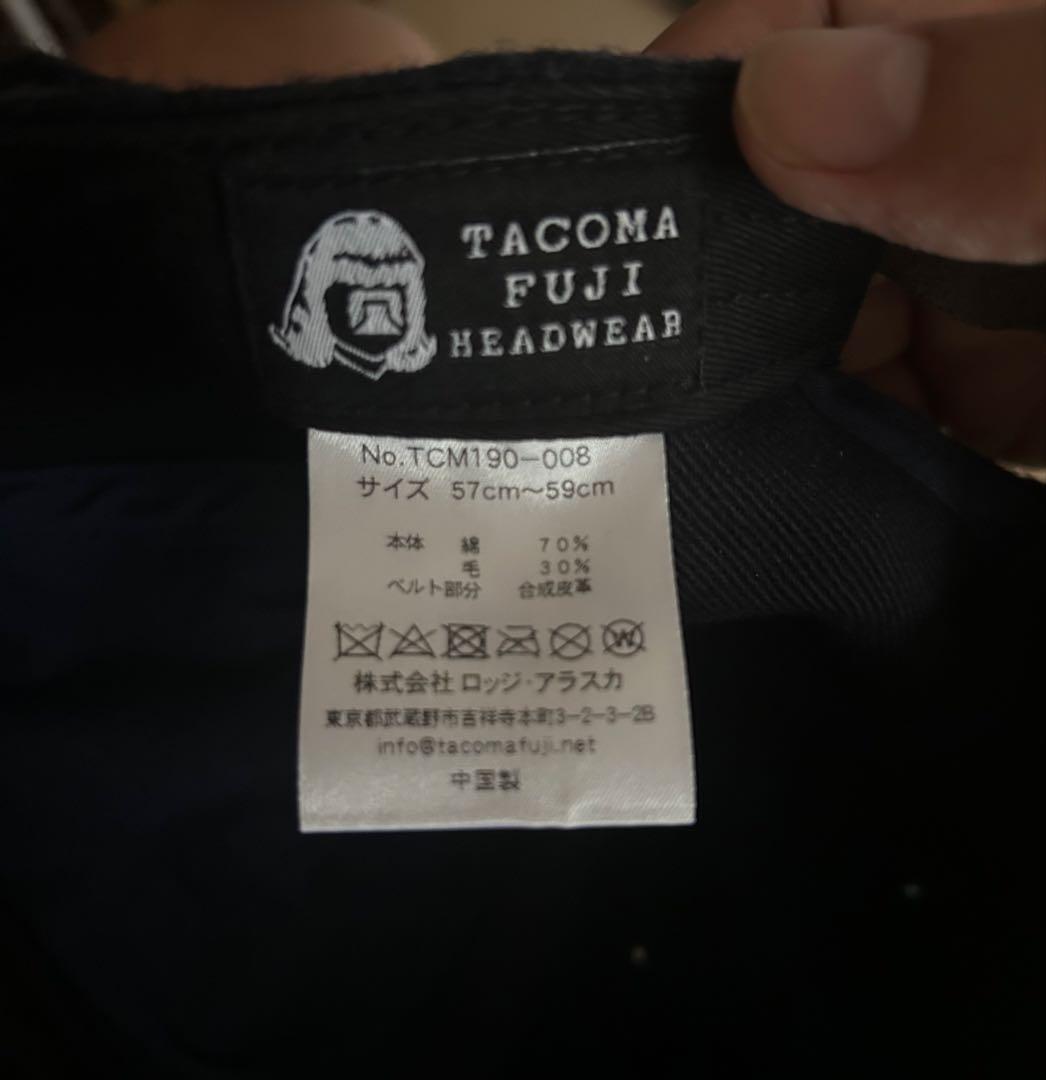 TACOMA
FUJI
HEADWEAR
No.TCM190-008
サイズ 57cm～59cm
本体 綿 70%
毛 30%
ベルト部分 合成皮革
W
株式会社 ロッジ・アラスカ
東京都武蔵野市吉祥寺本町3-2-3-2B
info@tacomafuji.net
中国製